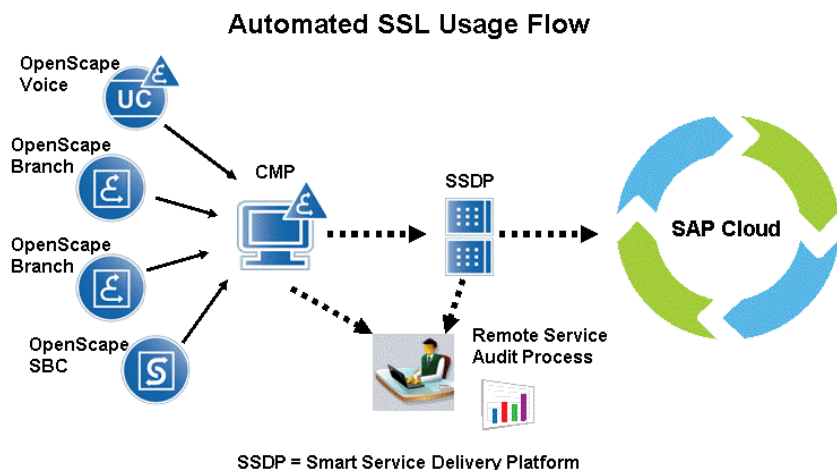 Automated SSL Usage Flow
OpenScape
Voice
UC
OpenScape
Branch
CMP
SSDP
SAP Cloud
OpenScape
Branch
OpenScape
SBC
Remote Service
Audit Process
SSDP = Smart Service Delivery Platform